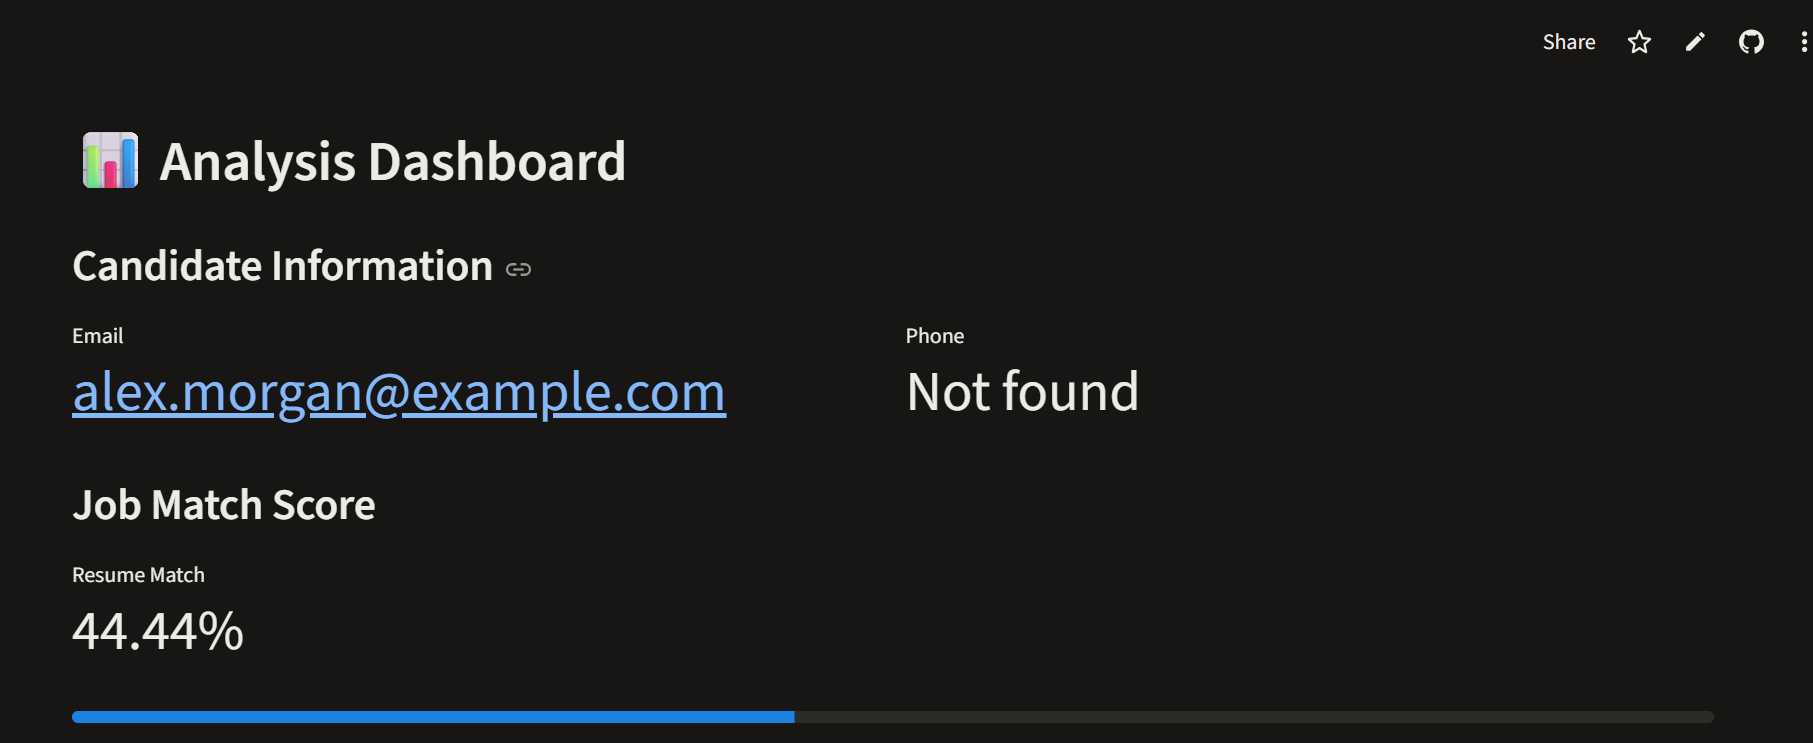 Share
Analysis Dashboard
Candidate Information
Email
Phone
alex.morgan@example.com
Not found
Job Match Score
Resume Match
44.44%